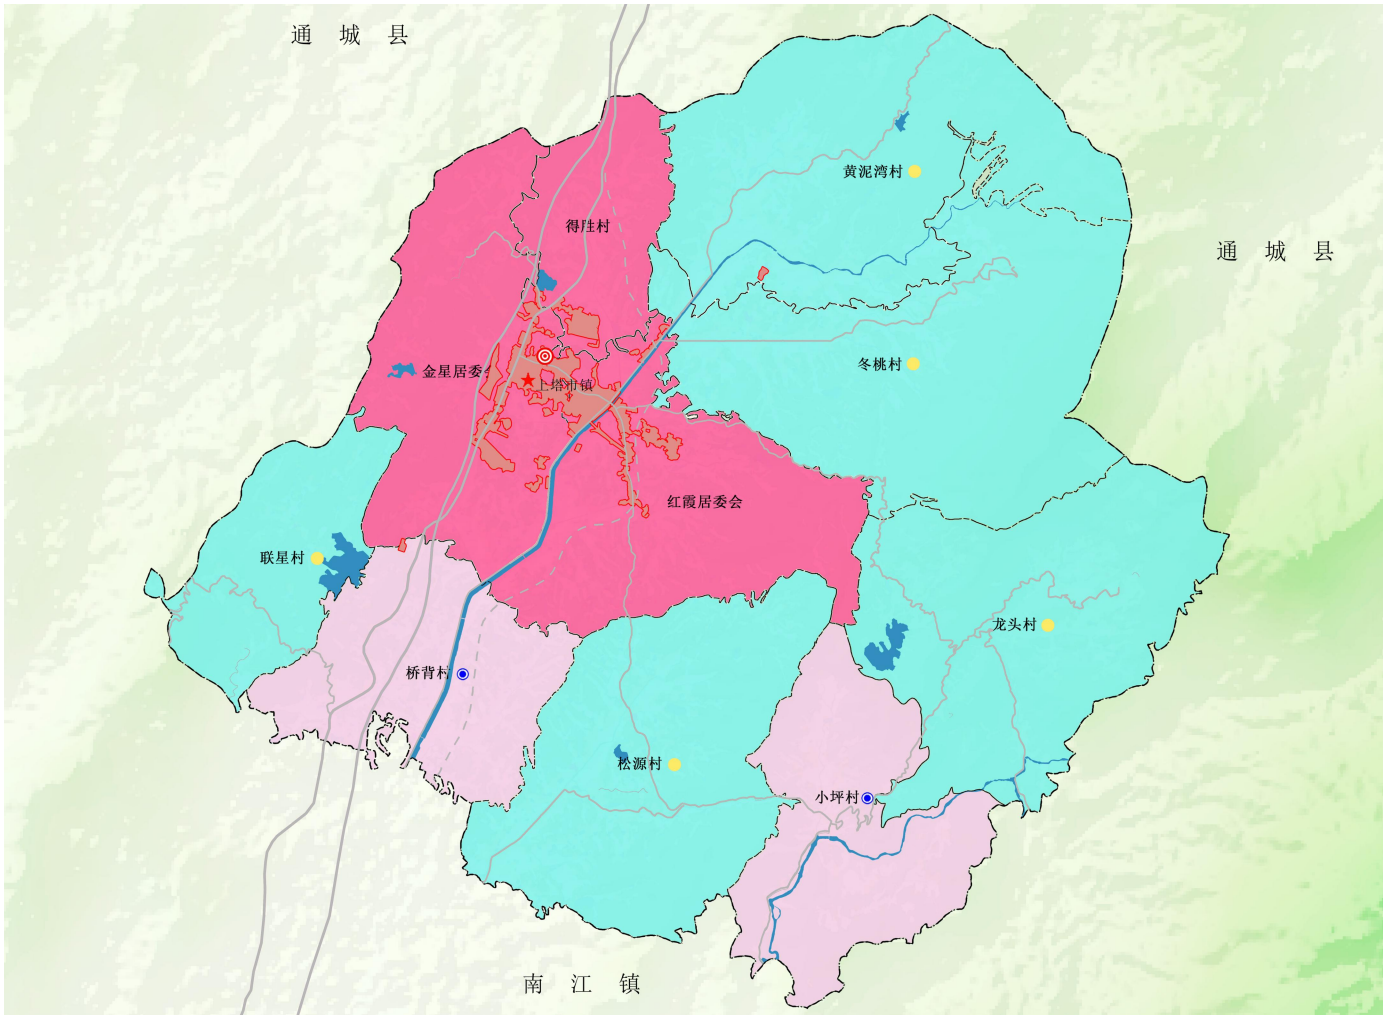 通城县
黄泥湾村
得胜村
通城县
冬桃村
金星居委
上塔市镇
红霞居委会
联星村
龙头村
桥背村
松源村
小坪村
南江镇